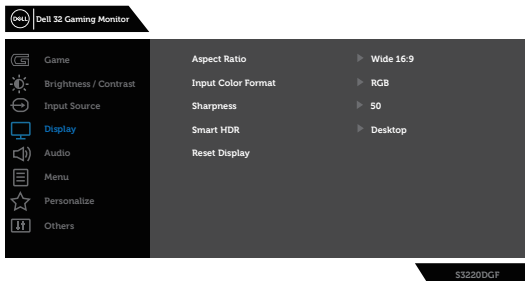 DELL Dell 32 Gaming Monitor
Game
Brightness / Contrast
Input Source
Display
Audio
Menu
Personalize
Others
Aspect Ratio Wide 16:9
Input Color Format RGB
Sharpness 50
Smart HDR Desktop
Reset Display
S3220DGF